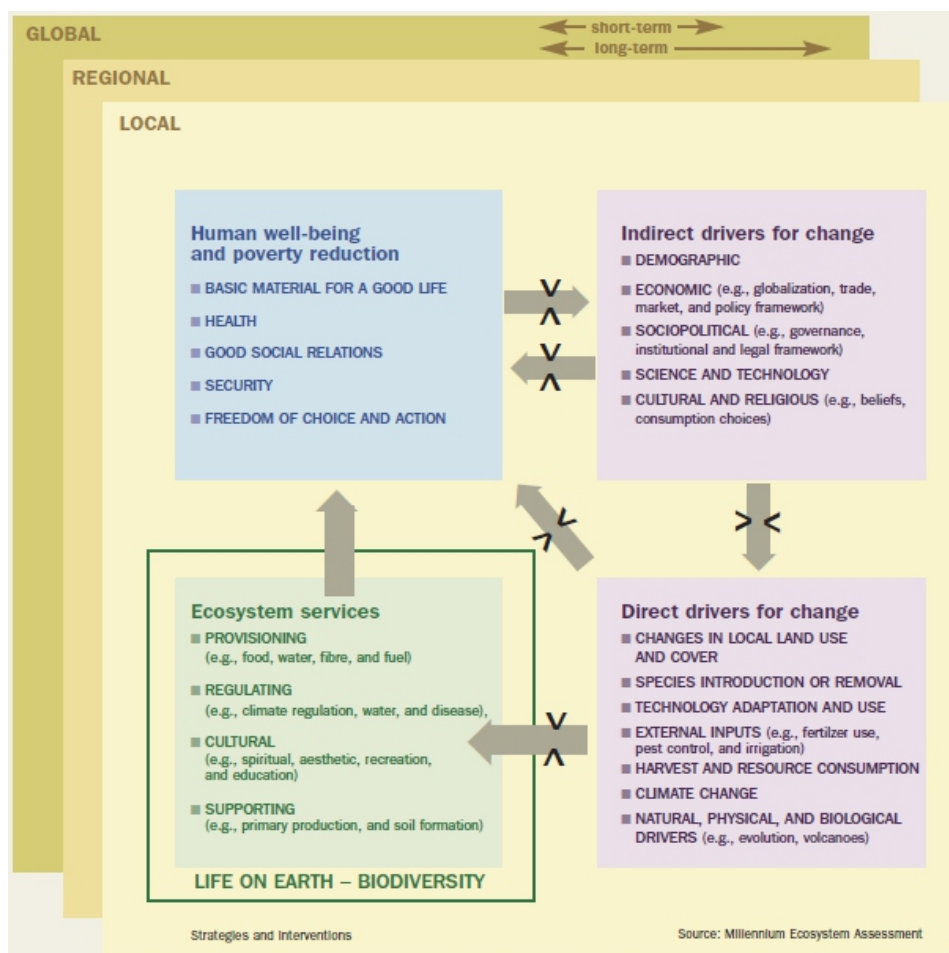 GLOBAL
short-term
long-term
REGIONAL
LOCAL
Human well-being
and poverty reduction
BASIC MATERIAL FOR A GOOD LIFE
HEALTH
GOOD SOCIAL RELATIONS
SECURITY
FREEDOM OF CHOICE AND ACTION
Indirect drivers for change
DEMOGRAPHIC
ECONOMIC (e.g., globalization, trade,
market, and policy framework)
SOCIOPOLITICAL (e.g., governance,
institutional and legal framework)
SCIENCE AND TECHNOLOGY
CULTURAL AND RELIGIOUS (e.g., beliefs,
consumption choices)
Ecosystem services
PROVISIONING
(e.g., food, water, fibre, and fuel)
REGULATING
(e.g., climate regulation, water, and disease),
CULTURAL
(e.g., spiritual, aesthetic, recreation,
and education)
SUPPORTING
(e.g., primary production, and soil formation)
LIFE ON EARTH – BIODIVERSITY
Direct drivers for change
CHANGES IN LOCAL LAND USE
AND COVER
SPECIES INTRODUCTION OR REMOVAL
TECHNOLOGY ADAPTATION AND USE
EXTERNAL INPUTS (e.g., fertilzer use,
pest control, and irrigation)
HARVEST AND RESOURCE CONSUMPTION
CLIMATE CHANGE
NATURAL, PHYSICAL, AND BIOLOGICAL
DRIVERS (e.g., evolution, volcanoes)
Strategies and Interventions
Source: Millennium Ecosystem Assessment